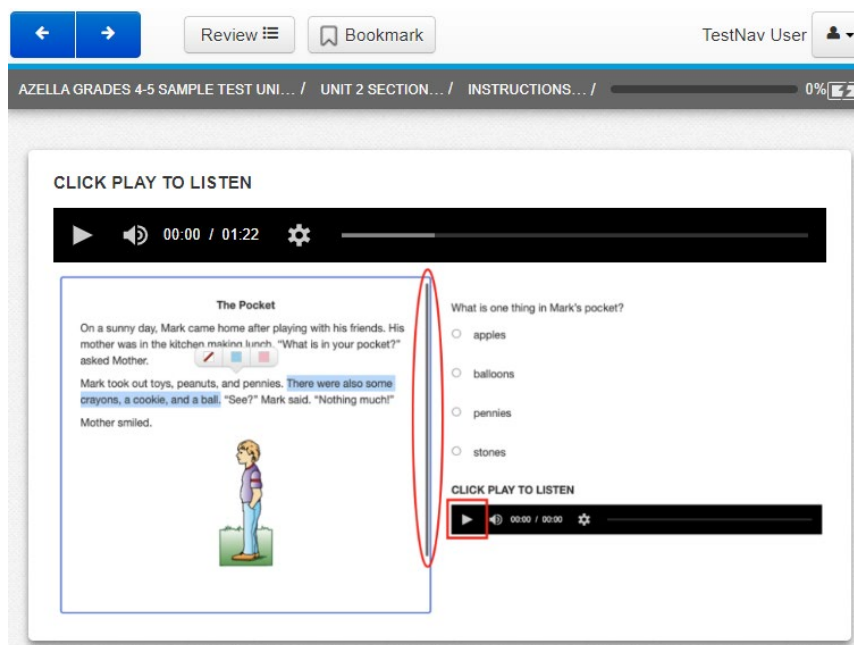 Review
Bookmark
TestNav User
AZELLA GRADES 4-5 SAMPLE TEST UNI... / UNIT 2 SECTION... / INSTRUCTIONS... / 0%
CLICK PLAY TO LISTEN
00:00 / 01:22
The Pocket
On a sunny day, Mark came home after playing with his friends. His
mother was in the kitchen making lunch. "What is in your pocket?"
asked Mother.
Mark took out toys, peanuts, and pennies. There were also some
crayons, a cookie, and a ball. "See?" Mark said. "Nothing much!"
Mother smiled.
What is one thing in Mark's pocket?
apples
balloons
pennies
stones
CLICK PLAY TO LISTEN
00:00 / 00:00